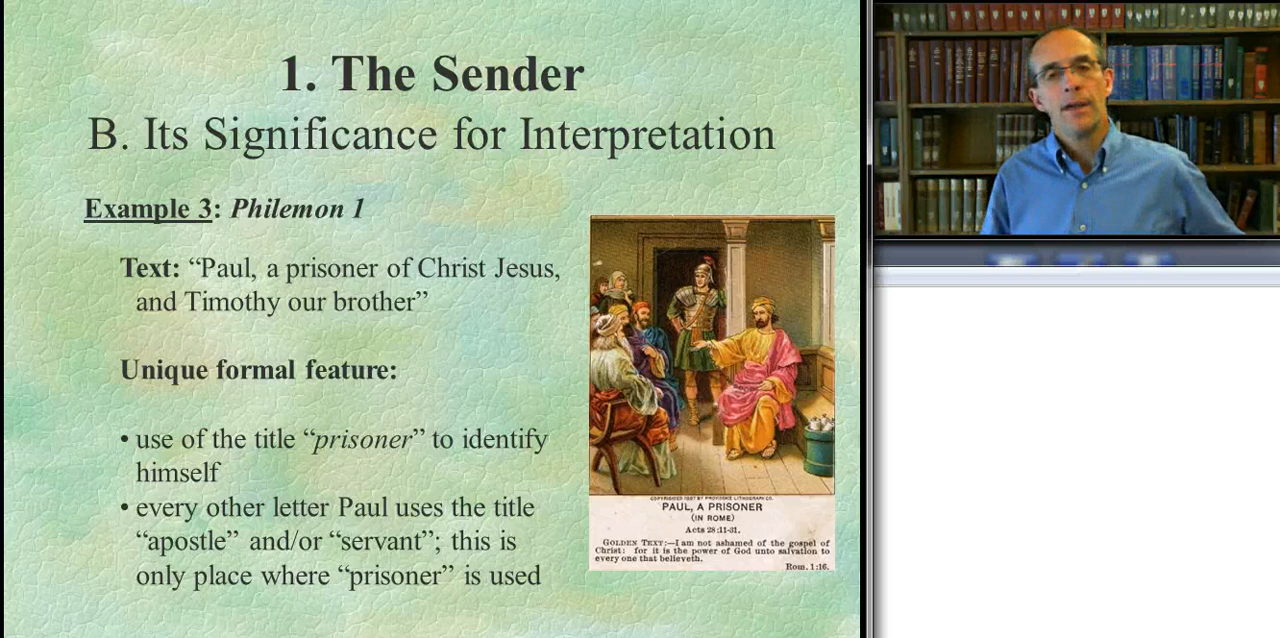 1. The Sender
B. Its Significance for Interpretation
Example 3: Philemon 1
Text: “Paul, a prisoner of Christ Jesus,
and Timothy our brother”
Unique formal feature:
• use of the title “prisoner” to identify
himself
• every other letter Paul uses the title
“apostle” and/or “servant”; this is
only place where “prisoner” is used
PAUL, A PRISONER
(IN ROME)
Acts 28:11-31.
GOLDEN TEXT:—I am not ashamed of the gospel of
Christ: for it is the power of God unto salvation to
every one that believeth.
Rom. 1:16.